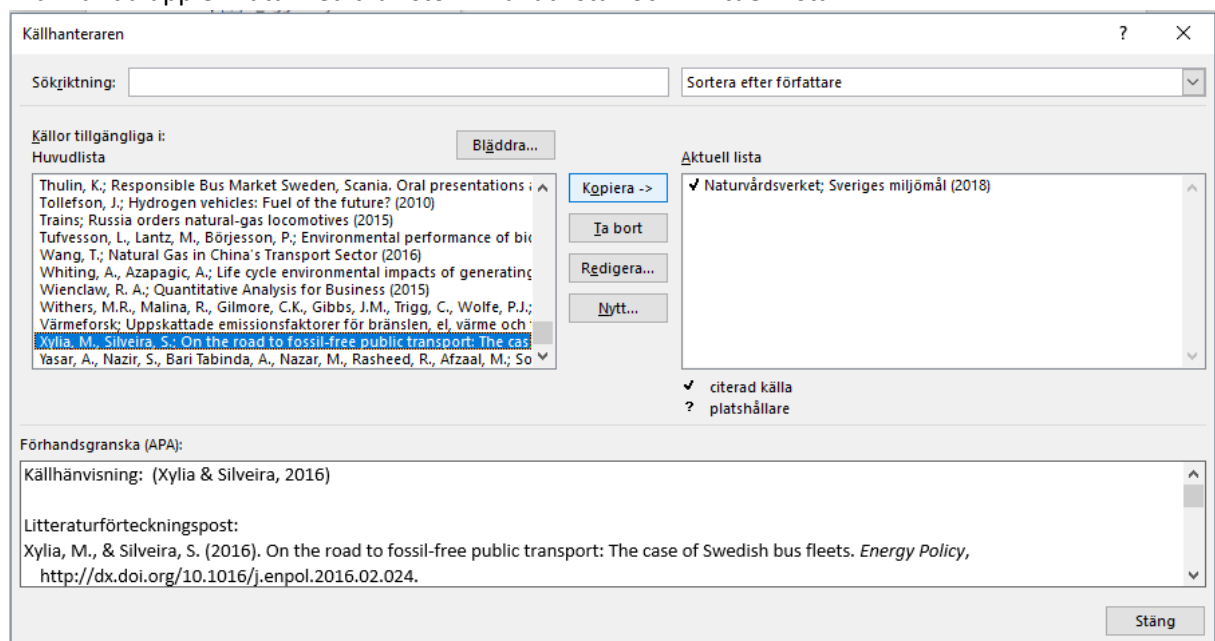 Källhanteraren
Sökriktning:
Sortera efter författare
Källor tillgängliga i:
Huvudlista
Bläddra...
Thulin, K.; Responsible Bus Market Sweden, Scania. Oral presentations
Tollefson, J.; Hydrogen vehicles: Fuel of the future? (2010)
Trains; Russia orders natural-gas locomotives (2015)
Tufvesson, L., Lantz, M., Börjesson, P.; Environmental performance of bio
Wang, T.; Natural Gas in China's Transport Sector (2016)
Whiting, A., Azapagic, A.; Life cycle environmental impacts of generating
Wienclaw, R. A.; Quantitative Analysis for Business (2015)
Withers, M.R., Malina, R., Gilmore, C.K., Gibbs, J.M., Trigg, C., Wolfe, P.J.;
Värmeforsk; Uppskattade emissionsfaktorer för bränslen, el, värme och
Xylia, M., Silveira, S.; On the road to fossil-free public transport: The cas
Yasar, A., Nazir, S., Bari Tabinda, A., Nazar, M., Rasheed, R., Afzaal, M.; So
Kopiera ->
Ta bort
Redigera...
Nytt...
Aktuell lista
✓ Naturvårdsverket; Sveriges miljömål (2018)
✓ citerad källa
? platshållare
Förhandsgranska (APA):
Källhänvisning: (Xylia & Silveira, 2016)
Litteraturförteckningspost:
Xylia, M., & Silveira, S. (2016). On the road to fossil-free public transport: The case of Swedish bus fleets. Energy Policy,
http://dx.doi.org/10.1016/j.enpol.2016.02.024.
Stäng